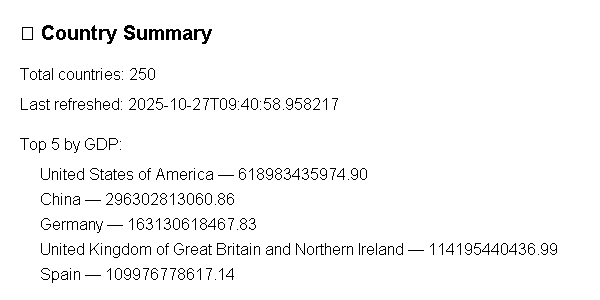 Country Summary
Total countries: 250
Last refreshed: 2025-10-27T09:40:58.958217
Top 5 by GDP:
United States of America — 618983435974.90
China — 296302813060.86
Germany — 163130618467.83
United Kingdom of Great Britain and Northern Ireland — 114195440436.99
Spain — 109976778617.14